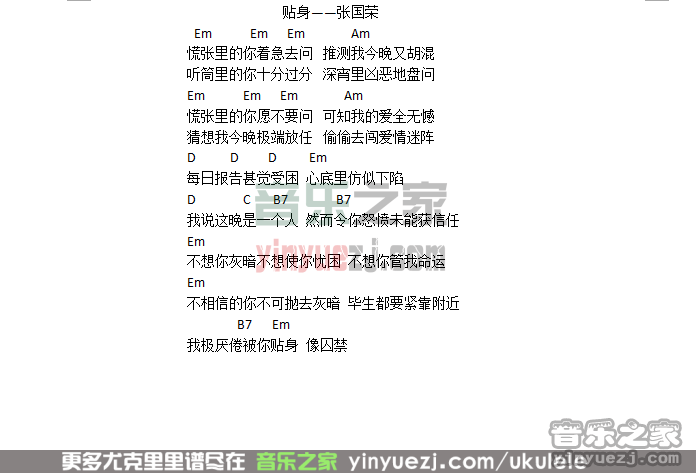 贴身——张国荣
Em Em Em Am
慌张里的你着急去问 推测我今晚又胡混
听筒里的你十分过分 深宵里凶恶地盘问
Em Em Em Am
慌张里的你愿不要问 可知我的爱全无憾
猜想我今晚极端放任 偷偷去闯爱情迷阵
D D D Em
每日报告甚觉受困 心底里仿似下陷
D C B7 B7
我说这晚是一个人 然而令你怒愤未能获信任
Em
不想你灰暗不想使你忧困 不想你管我命运
Em
不相信的你不可抛去灰暗 毕生都要紧靠附近
B7 Em
我极厌倦被你贴身 像囚禁
音乐之家
yinyuezj.com
音乐之家
yinyuezj.com
更多尤克里里谱尽在 音乐之家 yinyuezj.com/ukulele